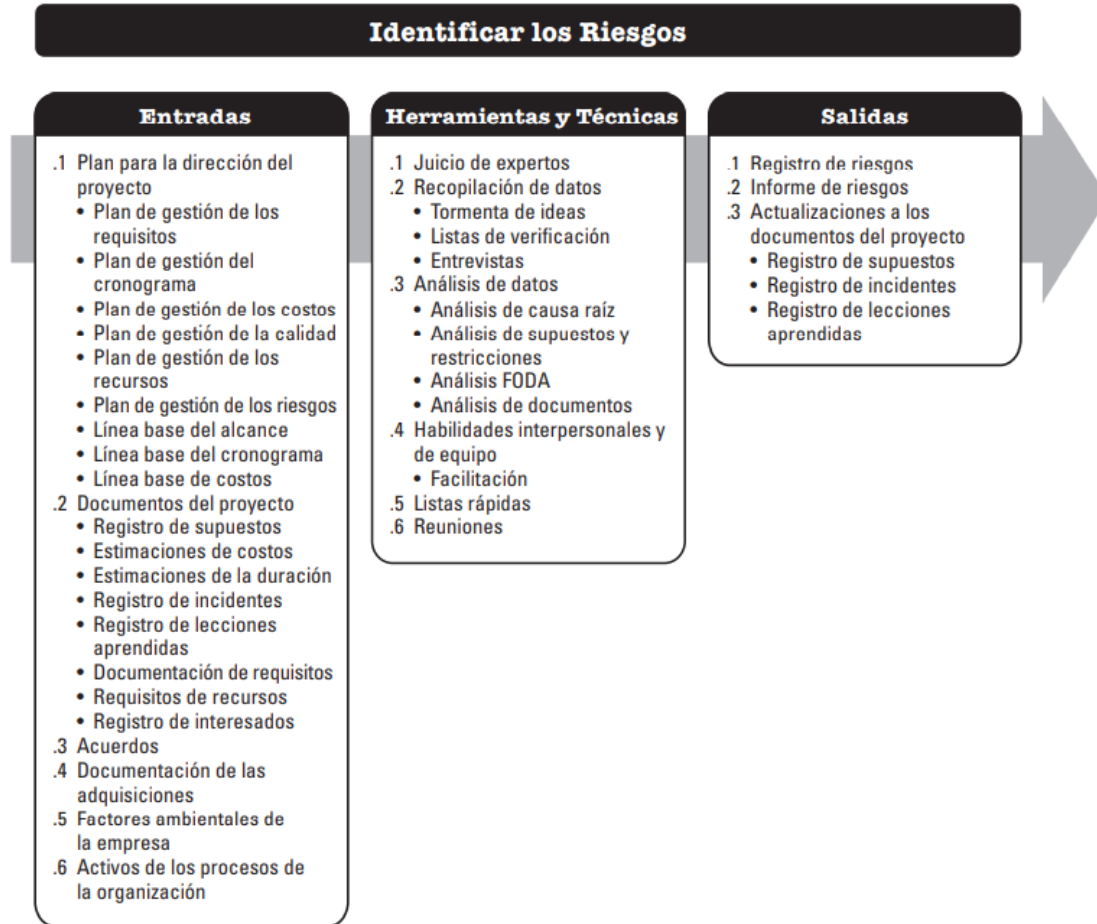 Identificar los Riesgos
Entradas
.1 Plan para la dirección del
proyecto
• Plan de gestión de los
requisitos
• Plan de gestión del
cronograma
• Plan de gestión de los costos
• Plan de gestión de la calidad
• Plan de gestión de los
recursos
• Plan de gestión de los riesgos
• Línea base del alcance
• Línea base del cronograma
• Línea base de costos
.2 Documentos del proyecto
• Registro de supuestos
• Estimaciones de costos
• Estimaciones de la duración
• Registro de incidentes
• Registro de lecciones
aprendidas
• Documentación de requisitos
• Requisitos de recursos
• Registro de interesados
.3 Acuerdos
.4 Documentación de las
adquisiciones
.5 Factores ambientales de
la empresa
.6 Activos de los procesos de
la organización
Herramientas y Técnicas
.1 Juicio de expertos
.2 Recopilación de datos
• Tormenta de ideas
• Listas de verificación
• Entrevistas
.3 Análisis de datos
• Análisis de causa raíz
• Análisis de supuestos y
restricciones
• Análisis FODA
• Análisis de documentos
.4 Habilidades interpersonales y
de equipo
• Facilitación
.5 Listas rápidas
.6 Reuniones
Salidas
.1 Registro de riesgos
.2 Informe de riesgos
.3 Actualizaciones a los
documentos del proyecto
• Registro de supuestos
• Registro de incidentes
• Registro de lecciones
aprendidas